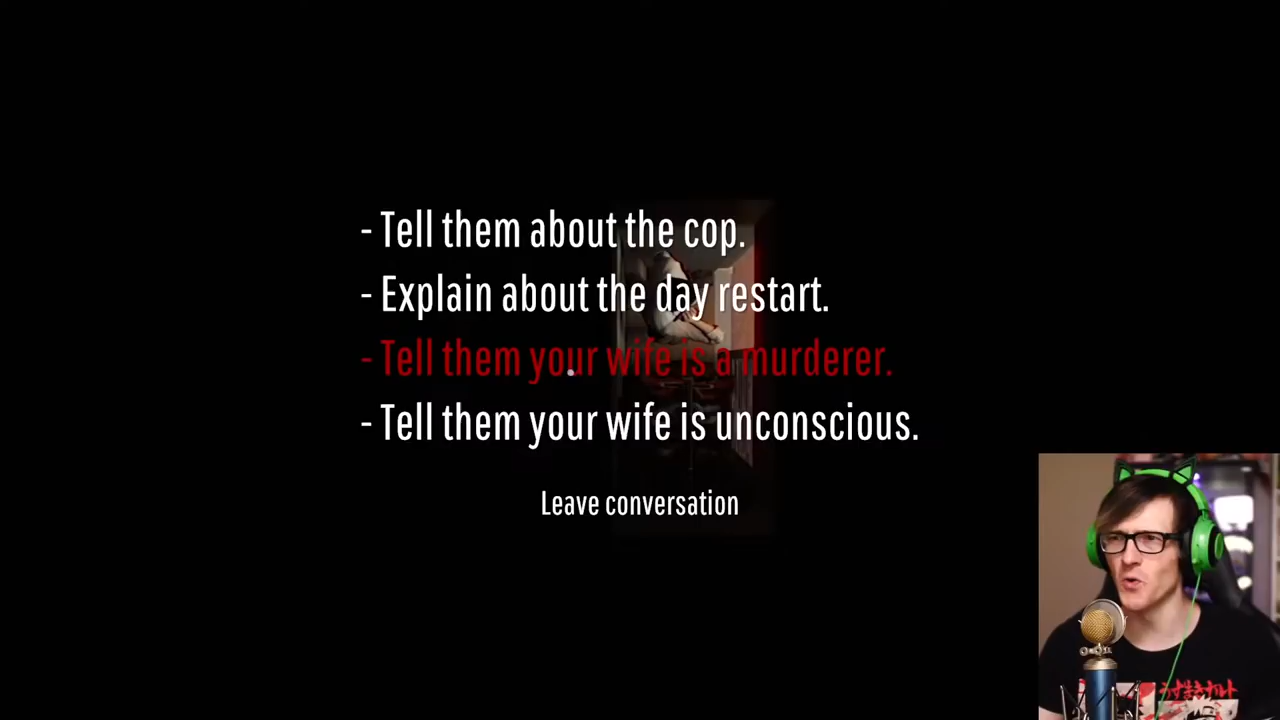 - Tell them about the cop.
- Explain about the day restart.
- Tell them your wife is a murderer.
- Tell them your wife is unconscious.
Leave conversation